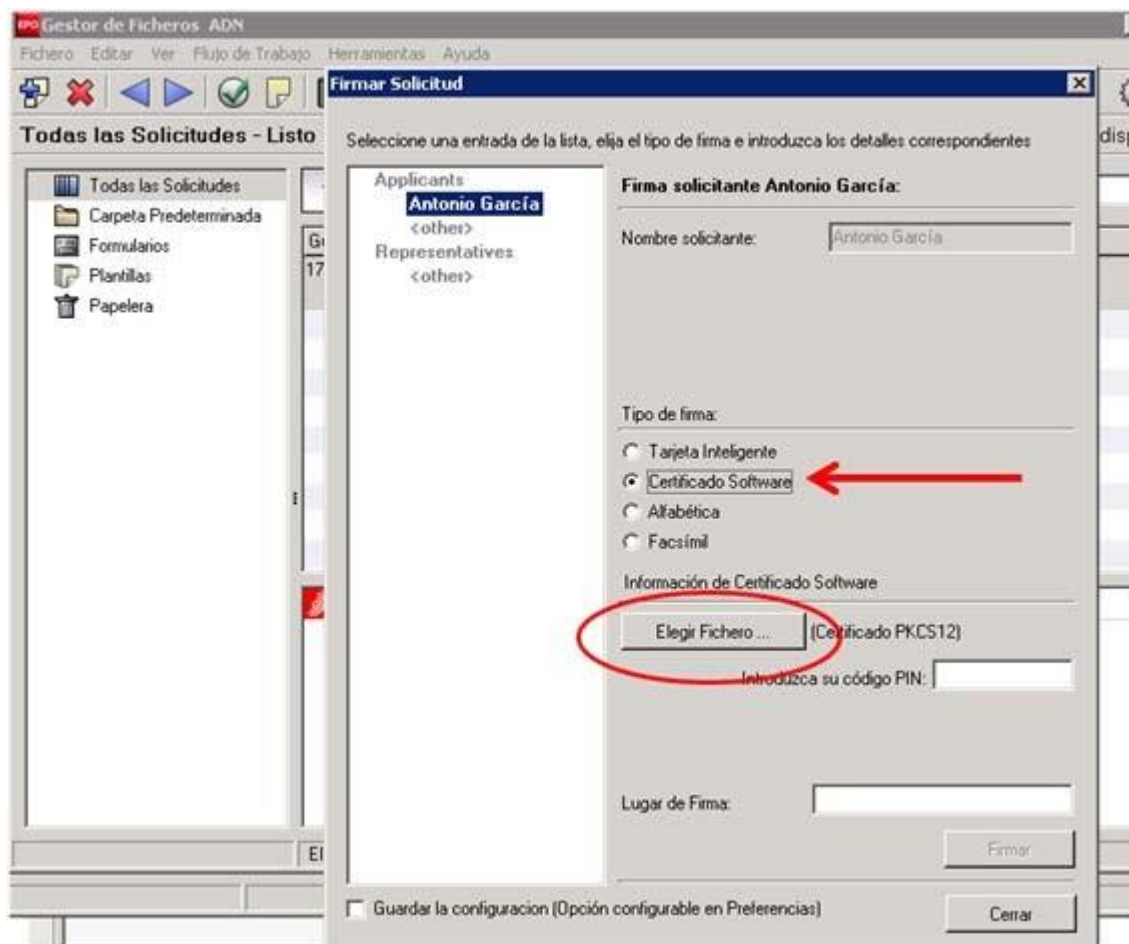 EPO Gestor de Ficheros ADN
Fichero Editar Ver Flujo de Trabajo Herramientas Ayuda
Todas las Solicitudes - Listo
Todas las Solicitudes
Carpeta Predeterminada
Formularios
Plantillas
Papelera
17
El
Firmar Solicitud
Seleccione una entrada de la lista, elija el tipo de firma e introduzca los detalles correspondientes
Applicants
Antonio García
<other>
Representatives
<other>
Firma solicitante Antonio García:
Nombre solicitante: Antonio García
Tipo de firma:
Tarjeta Inteligente
Certificado Software
Alfabética
Facsímil
Información de Certificado Software
Elegir Fichero ... (Certificado PKCS12)
Introduzca su código PIN:
Lugar de Firma:
Firmar
Guardar la configuracion (Opción configurable en Preferencias)
Cerrar